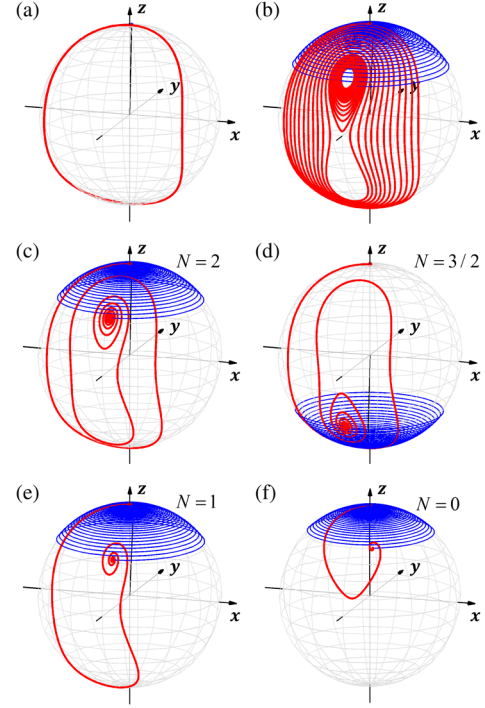 (a)
z
y
x
(b)
z
y
x
(c)
z
N = 2
y
x
(d)
z
N = 3 / 2
y
x
(e)
z
N = 1
y
x
(f)
z
N = 0
y
x